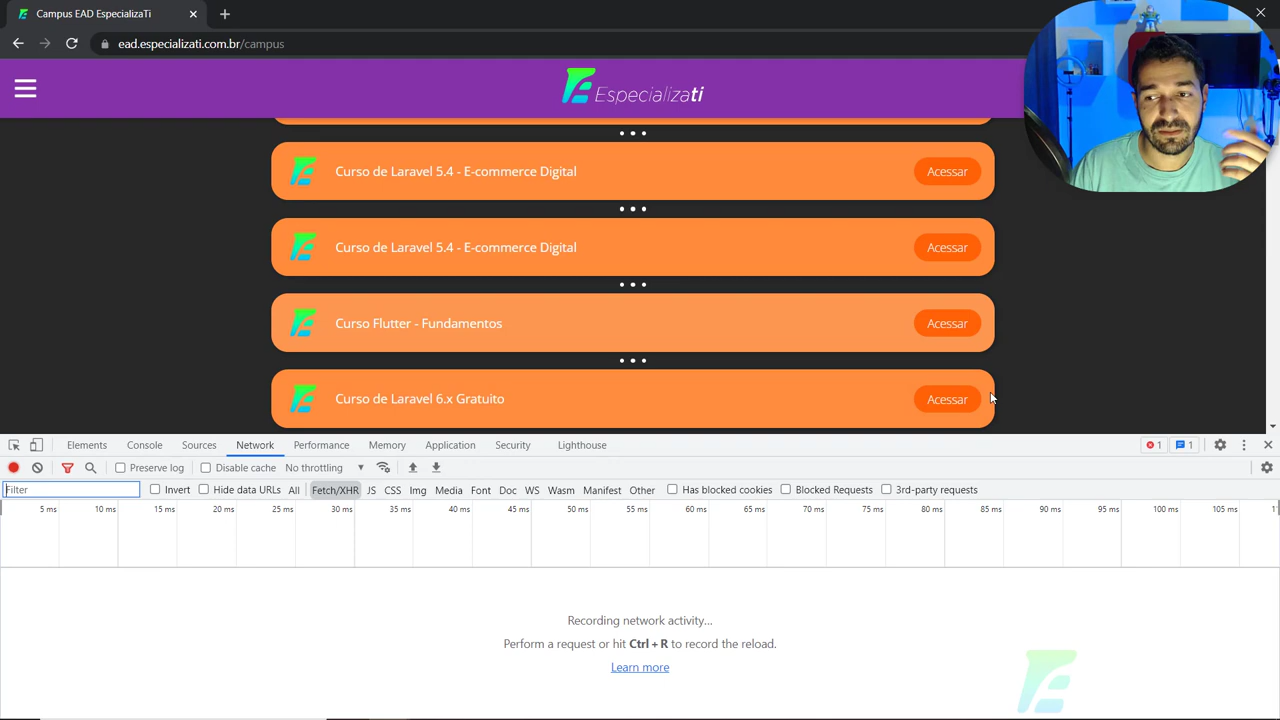 Campus EAD EspecializaTi
ead.especializati.com.br/campus
Especializati
Curso de Laravel 5.4 - E-commerce Digital
Acessar
Curso de Laravel 5.4 - E-commerce Digital
Acessar
Curso Flutter - Fundamentos
Acessar
Curso de Laravel 6.x Gratuito
Acessar
Elements Console Sources Network Performance Memory Application Security Lighthouse 1 1
Preserve log Disable cache No throttling
Filter Invert Hide data URLs All Fetch/XHR JS CSS Img Media Font Doc WS Wasm Manifest Other Has blocked cookies Blocked Requests 3rd-party requests
5 ms 10 ms 15 ms 20 ms 25 ms 30 ms 35 ms 40 ms 45 ms 50 ms 55 ms 60 ms 65 ms 70 ms 75 ms 80 ms 85 ms 90 ms 95 ms 100 ms 105 ms
Recording network activity...
Perform a request or hit Ctrl + R to record the reload.
Learn more